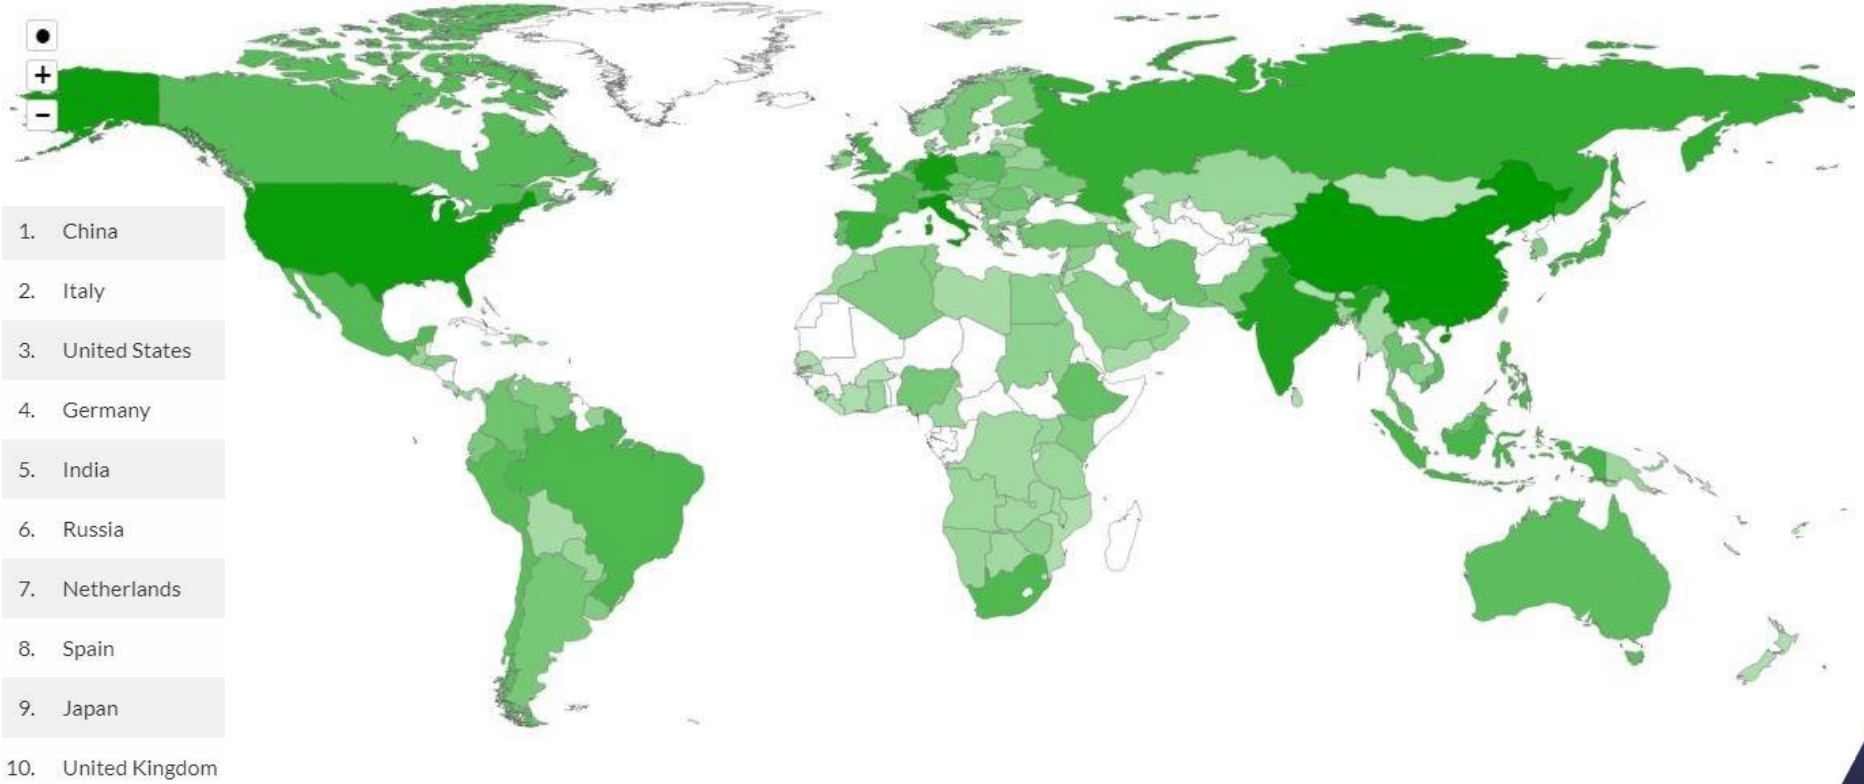 +
−
1. China
2. Italy
3. United States
4. Germany
5. India
6. Russia
7. Netherlands
8. Spain
9. Japan
10. United Kingdom